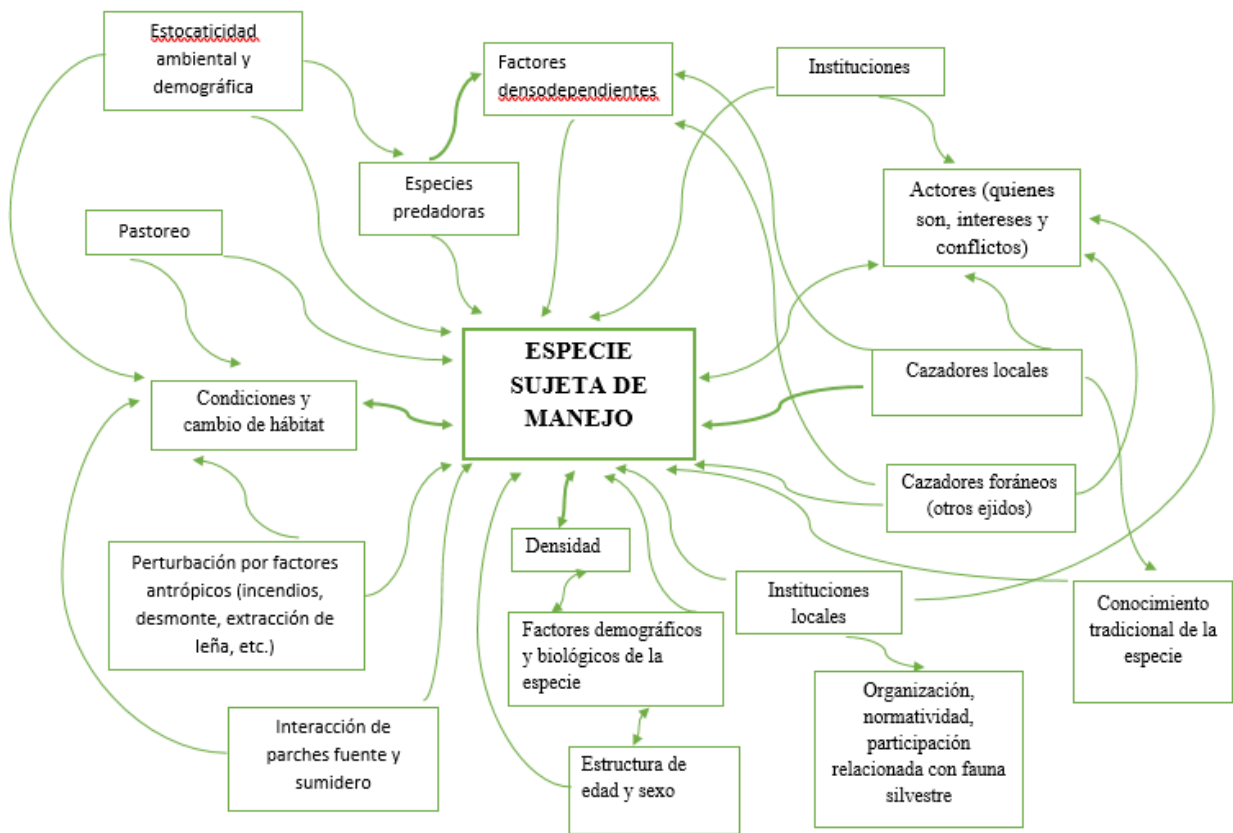 Estocaticidad
ambiental y
demográfica
Factores
densodependientes
Instituciones
Especies
predadoras
Actores (quienes
son, intereses y
conflictos)
Pastoreo
ESPECIE
SUJETA DE
MANEJO
Cazadores locales
Condiciones y
cambio de hábitat
Cazadores foráneos
(otros ejidos)
Densidad
Perturbación por factores
antrópicos (incendios,
desmonte, extracción de
leña, etc.)
Instituciones
locales
Conocimiento
tradicional de la
especie
Factores demográficos
y biológicos de la
especie
Organización,
normatividad,
participación
relacionada con fauna
silvestre
Interacción de
parches fuente y
sumidero
Estructura de
edad y sexo